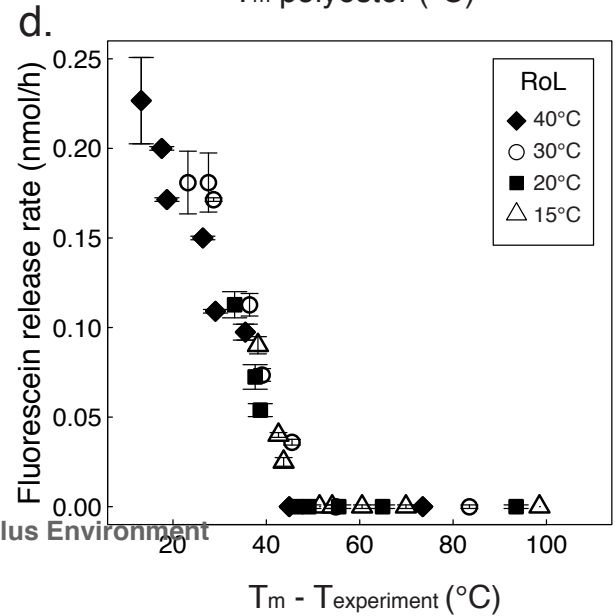 Tm polyester (°C)
d.
Fluorescein release rate (nmol/h)
0.25
0.20
0.15
0.10
0.05
0.00
RoL
40°C
30°C
20°C
15°C
lus Environment
20 40 60 80 100
Tm - Texperiment (°C)